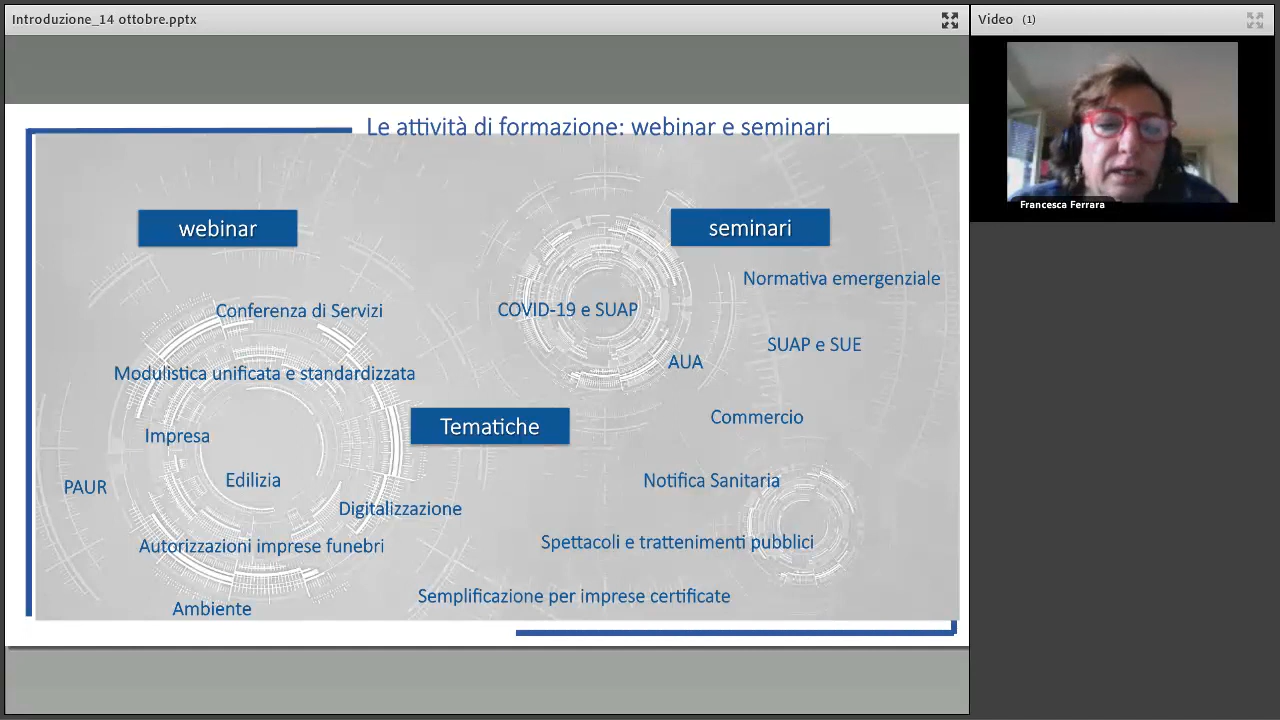 Introduzione_14 ottobre.pptx
Video (1)
Francesca Ferrara
Le attività di formazione: webinar e seminari
webinar
seminari
Normativa emergenziale
Conferenza di Servizi
COVID-19 e SUAP
SUAP e SUE
AUA
Modulistica unificata e standardizzata
Commercio
Tematiche
Impresa
Edilizia
Notifica Sanitaria
PAUR
Digitalizzazione
Spettacoli e trattenimenti pubblici
Autorizzazioni imprese funebri
Semplificazione per imprese certificate
Ambiente